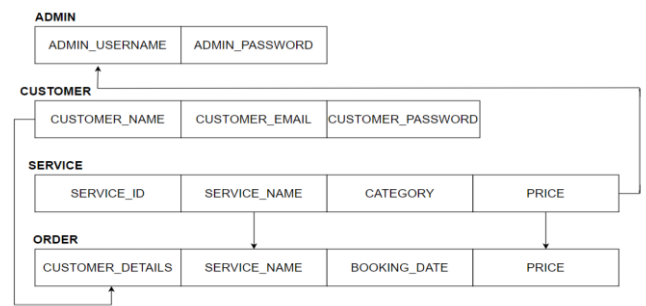 ADMIN
ADMIN_USERNAME ADMIN_PASSWORD
CUSTOMER
CUSTOMER_NAME CUSTOMER_EMAIL CUSTOMER_PASSWORD
SERVICE
SERVICE_ID SERVICE_NAME CATEGORY PRICE
ORDER
CUSTOMER_DETAILS SERVICE_NAME BOOKING_DATE PRICE